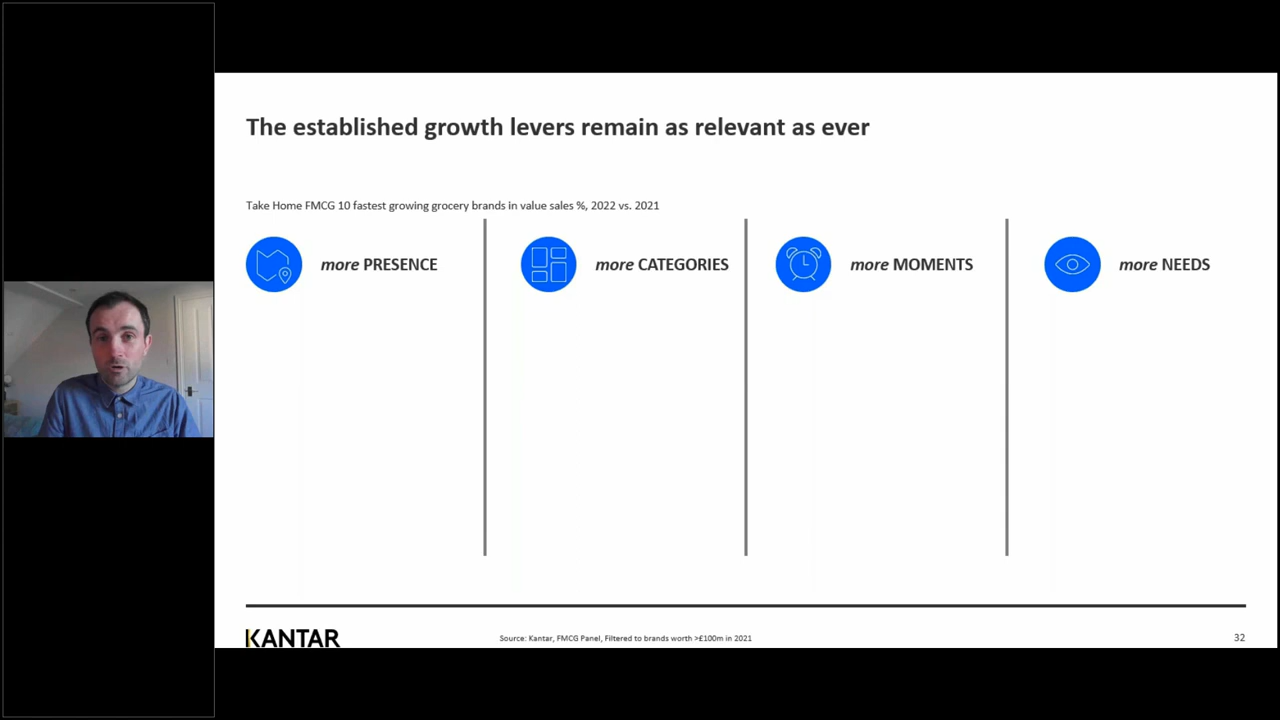 The established growth levers remain as relevant as ever
Take Home FMCG 10 fastest growing grocery brands in value sales %, 2022 vs. 2021
more PRESENCE
more CATEGORIES
more MOMENTS
more NEEDS
KANTAR
Source: Kantar, FMCG Panel, Filtered to brands worth >£100m in 2021
32